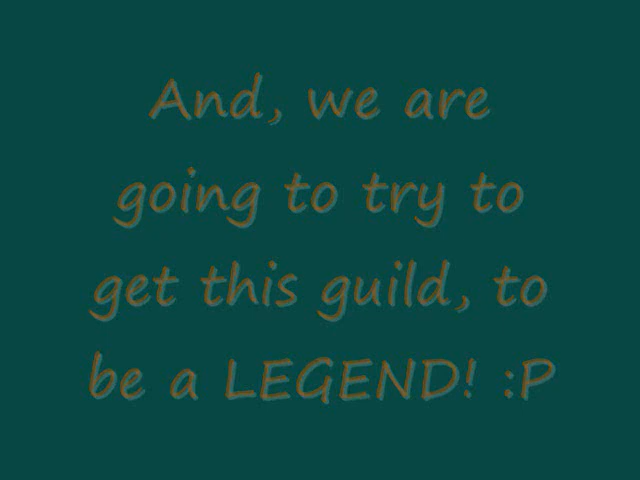 And, we are
going to try to
get this guild, to
be a LEGEND! :P